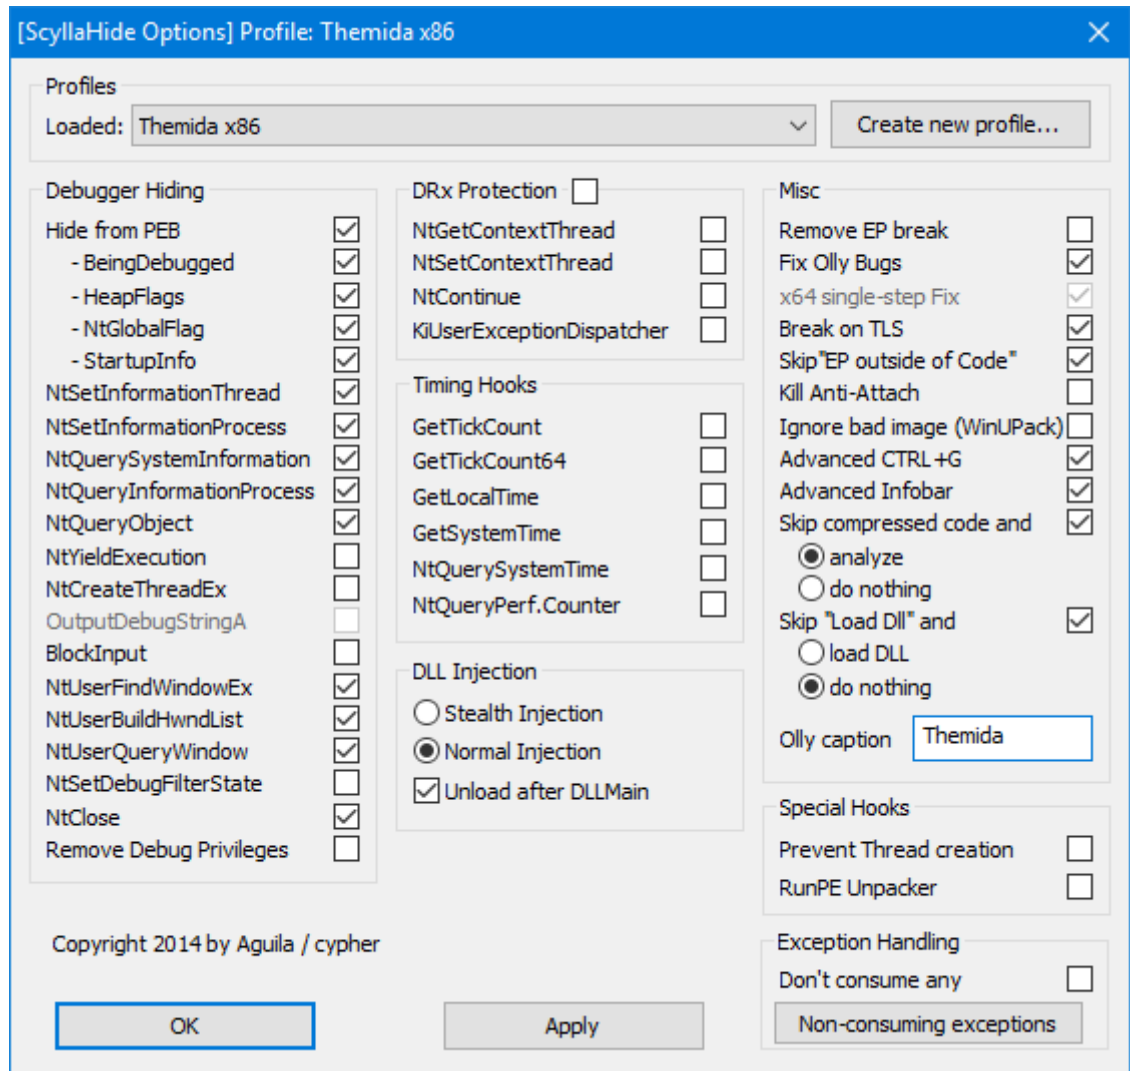 [ScyllaHide Options] Profile: Themida x86
Profiles
Loaded: Themida x86
Create new profile...
Debugger Hiding
Hide from PEB
- BeingDebugged
- HeapFlags
- NtGlobalFlag
- StartupInfo
NtSetInformationThread
NtSetInformationProcess
NtQuerySystemInformation
NtQueryInformationProcess
NtQueryObject
NtYieldExecution
NtCreateThreadEx
OutputDebugStringA
BlockInput
NtUserFindWindowEx
NtUserBuildHwndList
NtUserQueryWindow
NtSetDebugFilterState
NtClose
Remove Debug Privileges
DRx Protection
NtGetContextThread
NtSetContextThread
NtContinue
KiUserExceptionDispatcher
Timing Hooks
GetTickCount
GetTickCount64
GetLocalTime
GetSystemTime
NtQuerySystemTime
NtQueryPerf.Counter
DLL Injection
Stealth Injection
Normal Injection
Unload after DLLMain
Misc
Remove EP break
Fix Olly Bugs
x64 single-step Fix
Break on TLS
Skip"EP outside of Code"
Kill Anti-Attach
Ignore bad image (WinUPack)
Advanced CTRL+G
Advanced Infobar
Skip compressed code and
analyze
do nothing
Skip "Load Dll" and
load DLL
do nothing
Olly caption Themida
Special Hooks
Prevent Thread creation
RunPE Unpacker
Exception Handling
Don't consume any
Non-consuming exceptions
Copyright 2014 by Aguila / cypher
OK
Apply